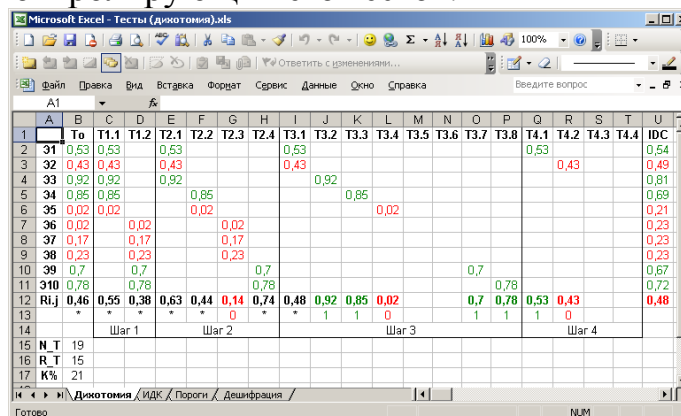 Microsoft Excel - Тесты (дихотомия).xls
100%
Ответить с изменениями...
Файл Правка Вид Вставка Формат Сервис Данные Окно Справка Введите вопрос
A1 fx
A B C D E F G H I J K L M N O P Q R S T U
1 To T1.1 T1.2 T2.1 T2.2 T2.3 T2.4 T3.1 T3.2 T3.3 T3.4 T3.5 T3.6 T3.7 T3.8 T4.1 T4.2 T4.3 T4.4 IDC
2 Э1 0,53 0,53 0,53 0,53 0,53 0,54
3 Э2 0,43 0,43 0,43 0,43 0,43 0,49
4 Э3 0,92 0,92 0,92 0,92 0,81
5 Э4 0,85 0,85 0,85 0,85 0,69
6 Э5 0,02 0,02 0,02 0,02 0,21
7 Э6 0,02 0,02 0,02 0,23
8 Э7 0,17 0,17 0,17 0,23
9 Э8 0,23 0,23 0,23 0,23
10 Э9 0,7 0,7 0,7 0,7 0,67
11 Э10 0,78 0,78 0,78 0,78 0,72
12 Ri.j 0,46 0,55 0,38 0,63 0,44 0,14 0,74 0,48 0,92 0,85 0,02 0,7 0,78 0,53 0,43 0,48
13 * * * * * 0 * * 1 1 0 1 1 1 0
14 Шаг 1 Шаг 2 Шаг 3 Шаг 4
15 N_T 19
16 R_T 15
17 K% 21
Дихотомия / ИДК / Пороги / Дешифрация /
Готово NUM